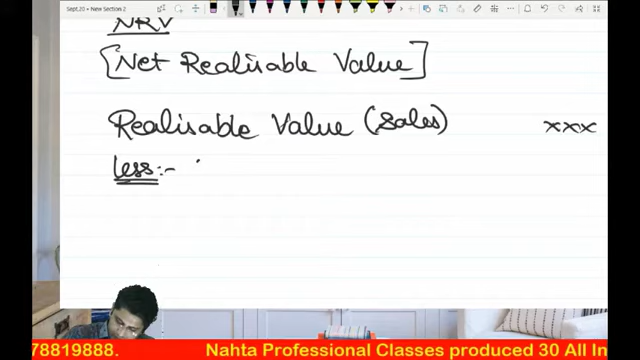 Sept.20 • New Section 2
NRV
[Net Realisable Value]
Realisable Value (Sales) xxx
Less:-
78819888. Nahta Professional Classes produced 30 All In